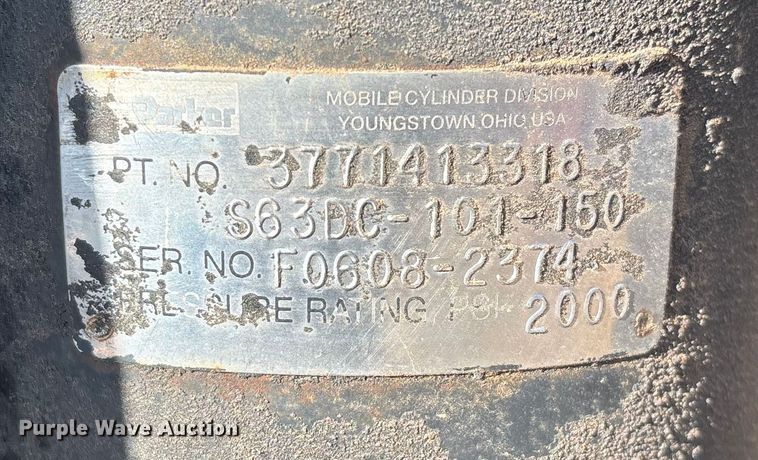 Parker
MOBILE CYLINDER DIVISION
YOUNGSTOWN, OHIO, USA
PT. NO. 3771413318
S63DC-101-150
SER. NO. F0608-2374
PRESSURE RATING PSI 2000
Purple Wave Auction